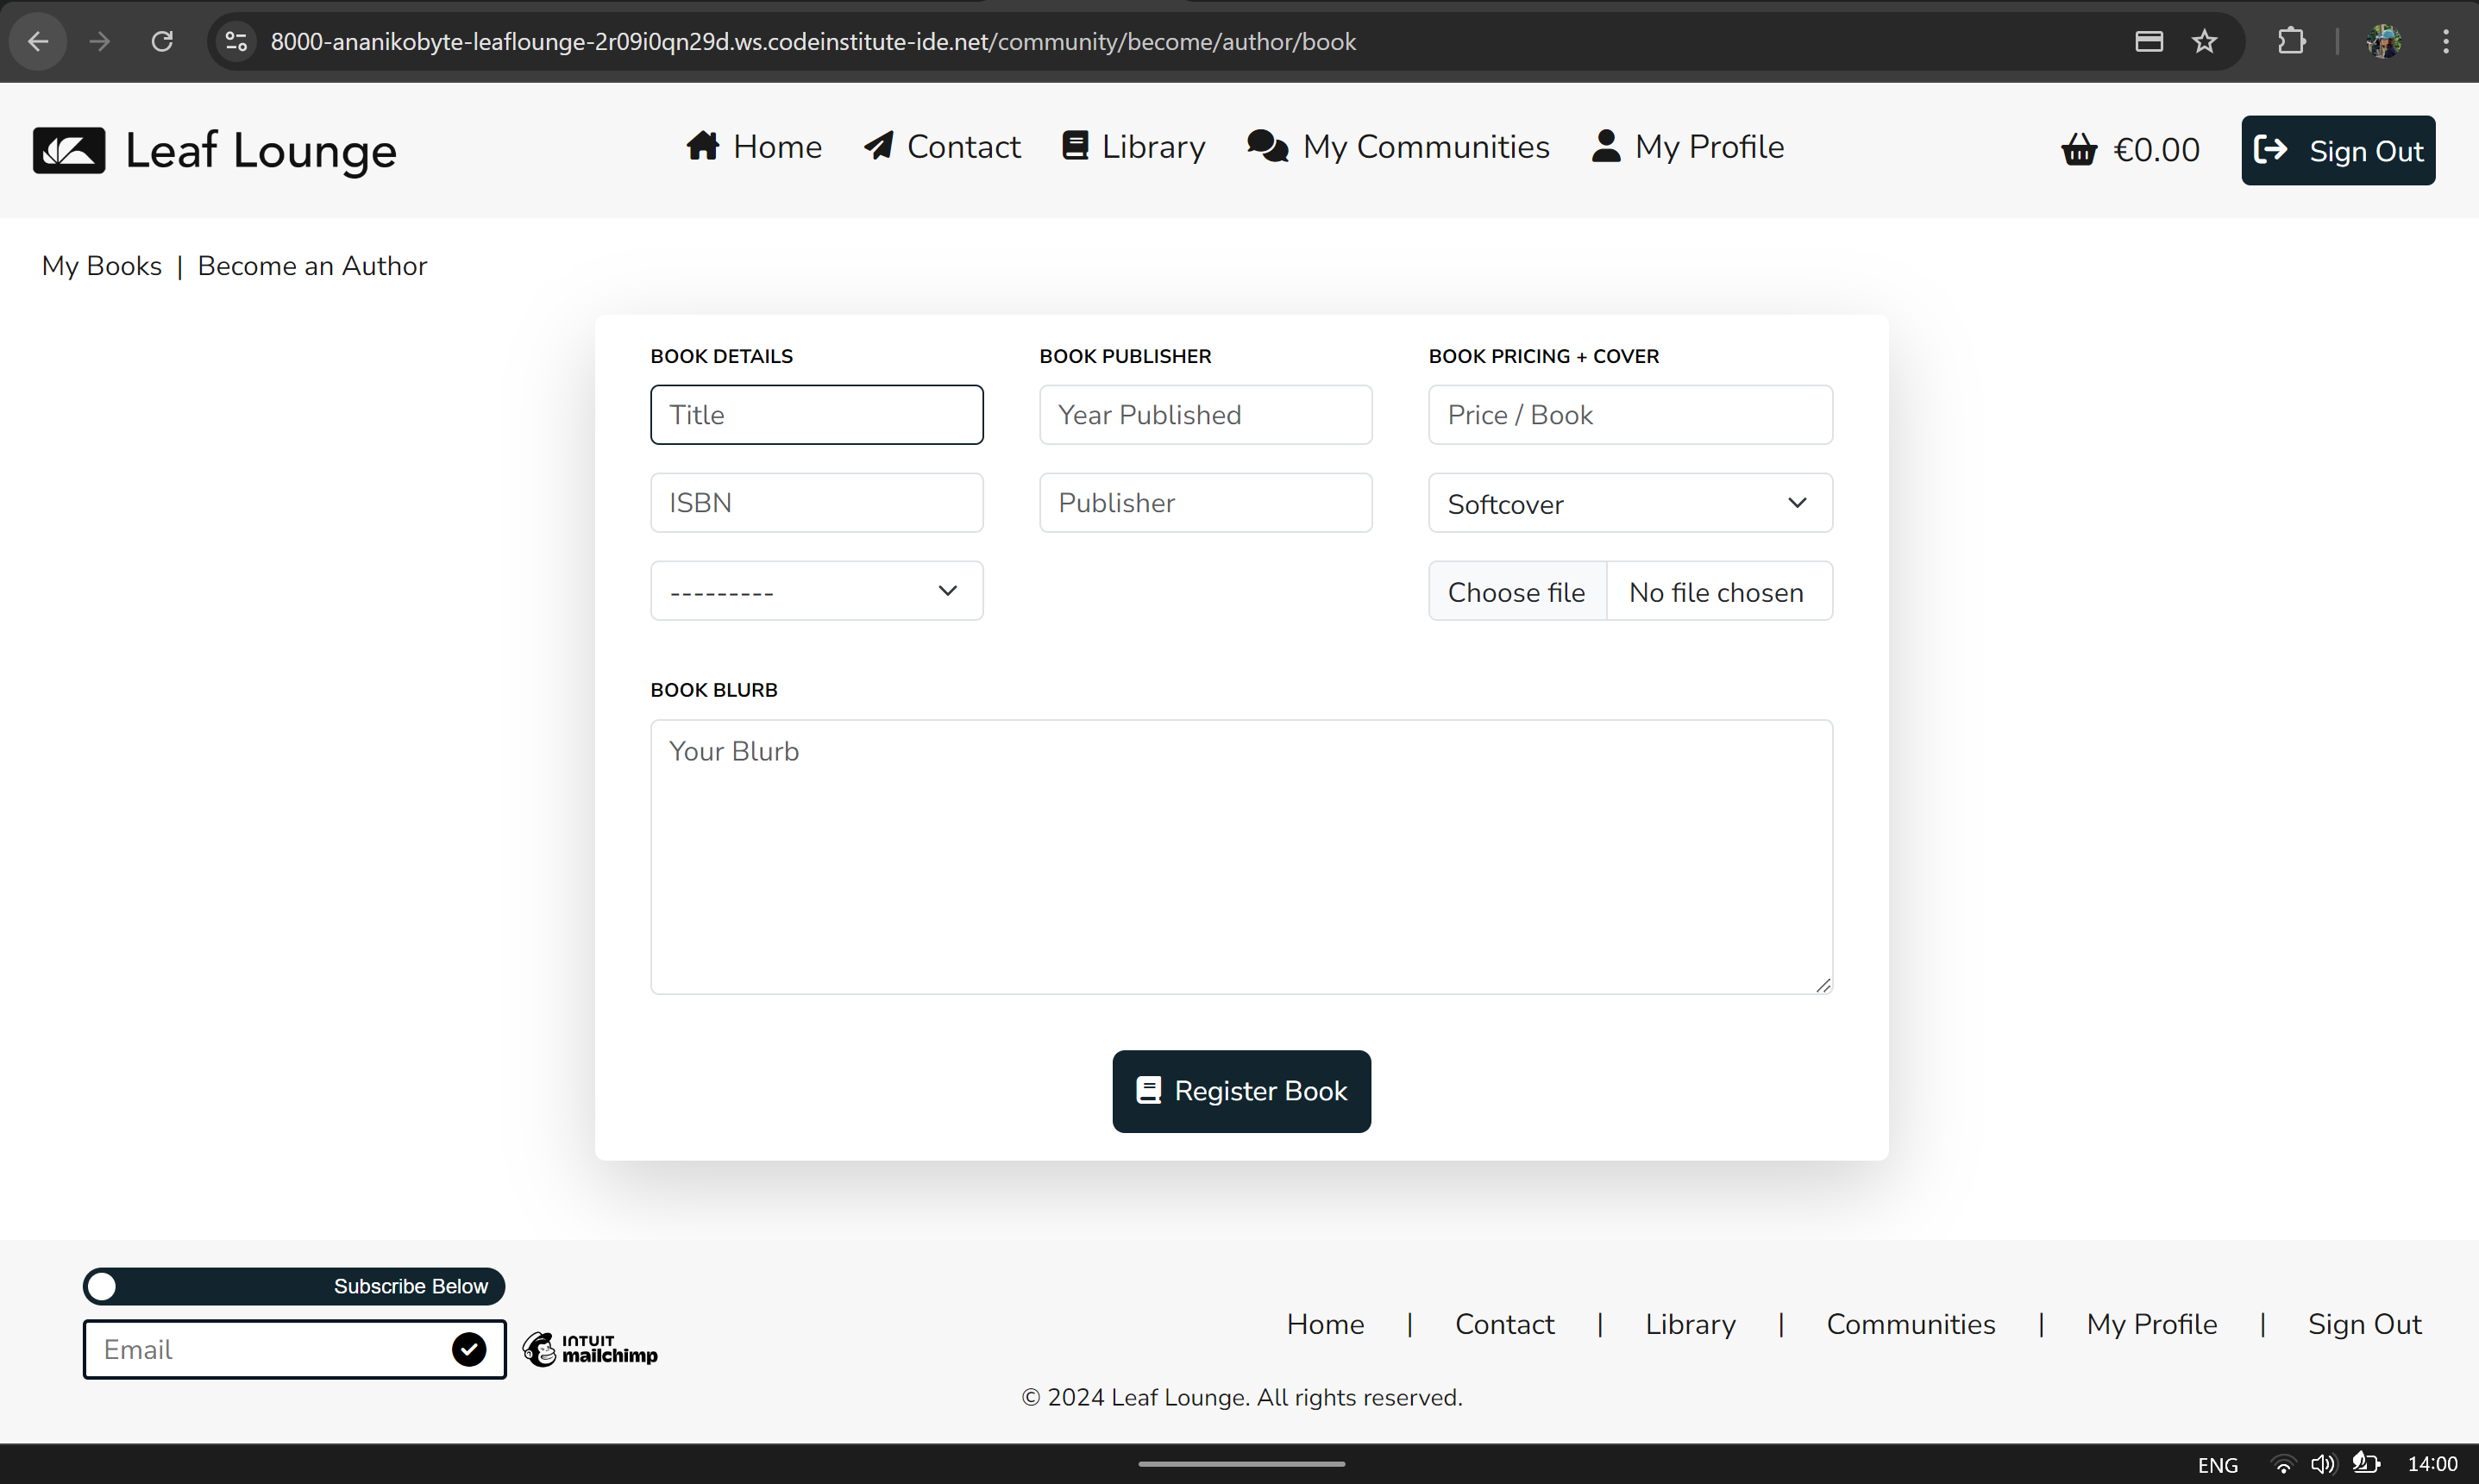 8000-ananikobyte-leaflounge-2r09i0qn29d.ws.codeinstitute-ide.net/community/become/author/book
Leaf Lounge
Home
Contact
Library
My Communities
My Profile
€0.00
Sign Out
My Books | Become an Author
BOOK DETAILS
Title
ISBN
---------
BOOK PUBLISHER
Year Published
Publisher
BOOK PRICING + COVER
Price / Book
Softcover
Choose file No file chosen
BOOK BLURB
Your Blurb
Register Book
Subscribe Below
Email
INTUIT
mailchimp
Home | Contact | Library | Communities | My Profile | Sign Out
© 2024 Leaf Lounge. All rights reserved.
ENG
14:00